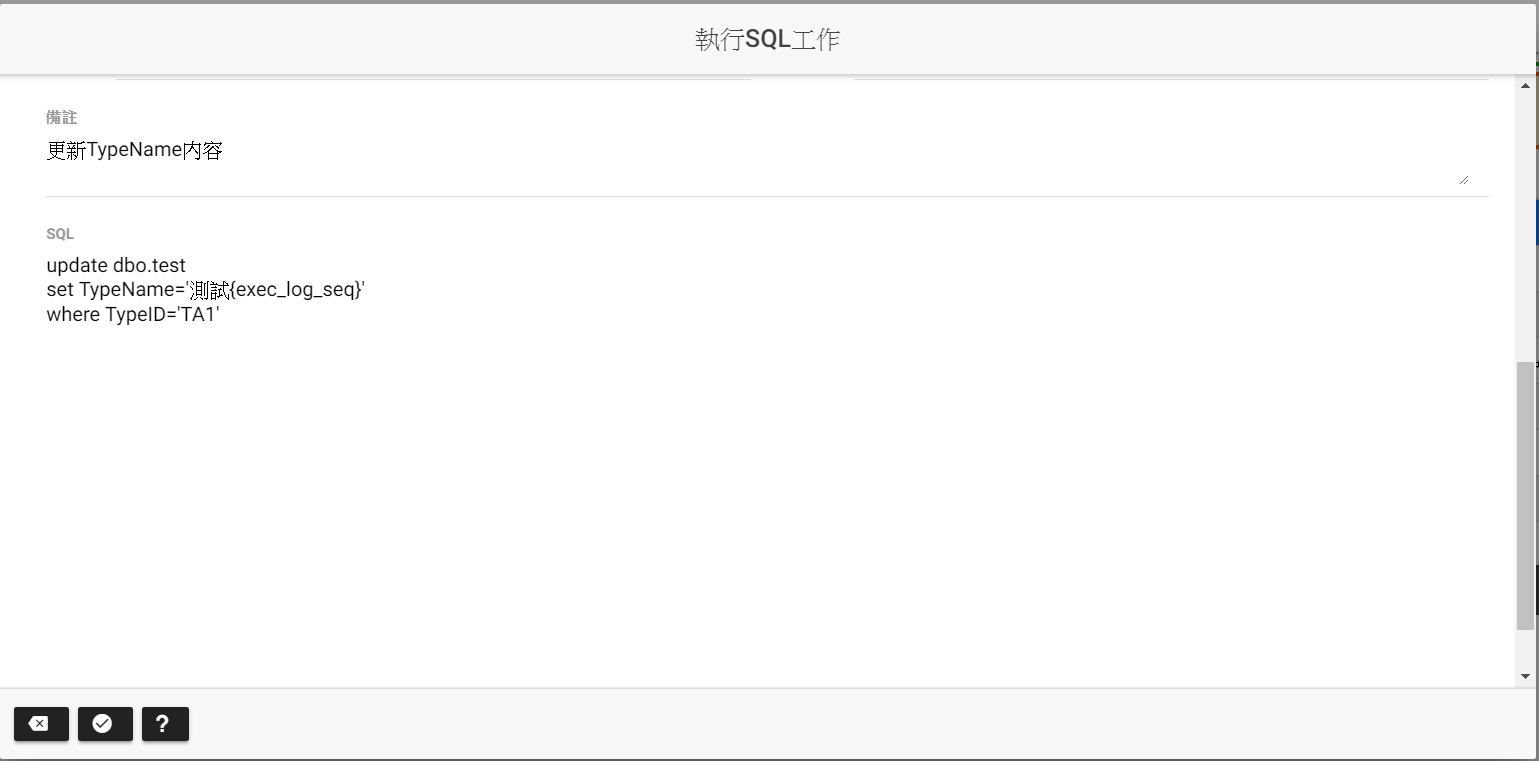 執行SQL工作
備註
更新TypeName內容
SQL
update dbo.test
set TypeName='測試{exec_log_seq}'
where TypeID='TA1'
?